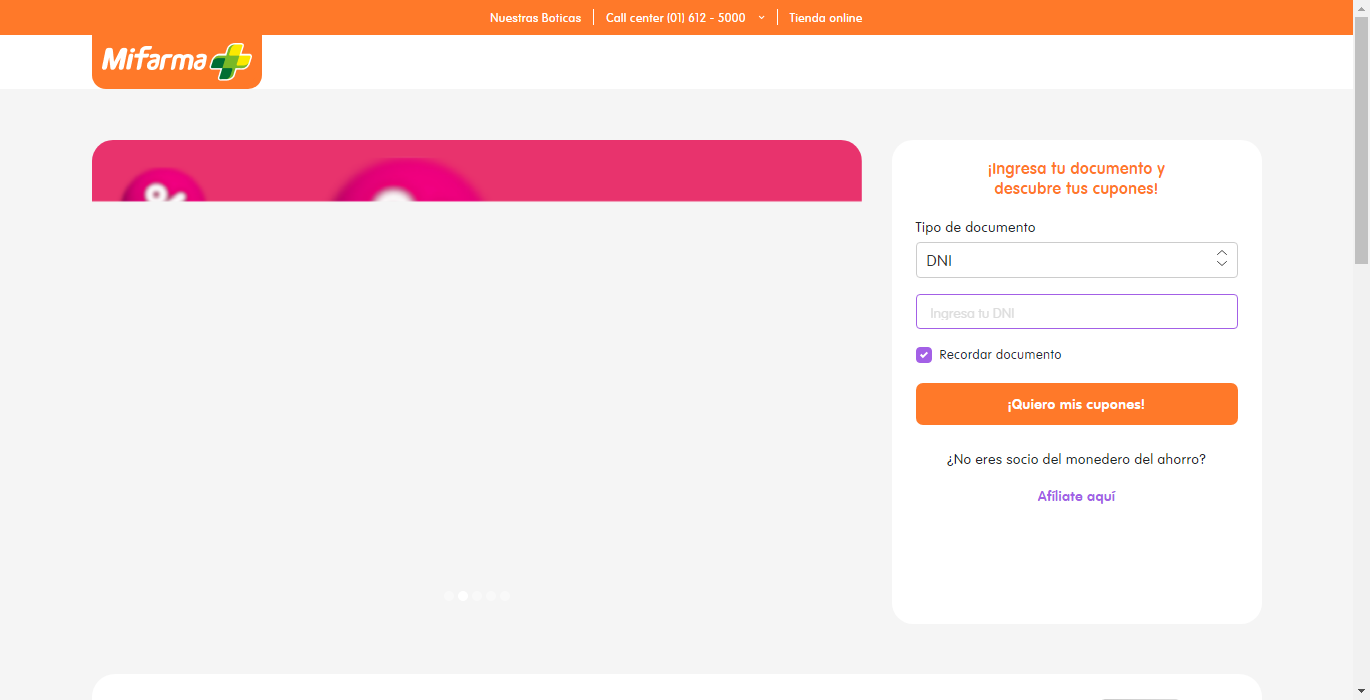 Nuestras Boticas
Call center (01) 612 - 5000
Tienda online
Mifarma
%
¡Ingresa tu documento y
descubre tus cupones!
Tipo de documento
DNI
Ingresa tu DNI
Recordar documento
¡Quiero mis cupones!
¿No eres socio del monedero del ahorro?
Afíliate aquí